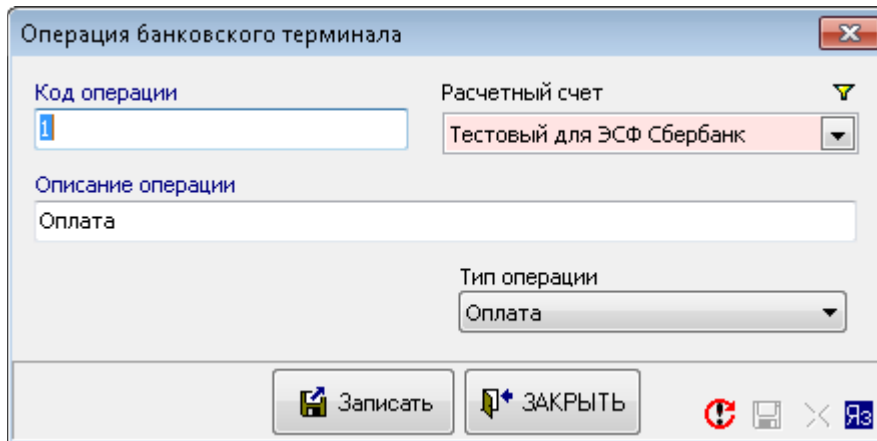 Операция банковского терминала
Код операции
Расчетный счет
1
Тестовый для ЭСФ Сбербанк
Описание операции
Оплата
Тип операции
Оплата
Записать
ЗАКРЫТЬ
Яз